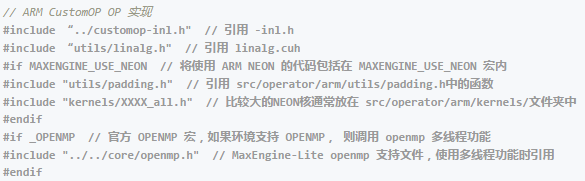 // ARM CustomOP OP 实现
#include “../customop-inl.h" // 引用 -inl.h
#include “utils/linalg.h" // 引用 linalg.cuh
#if MAXENGINE_USE_NEON // 将使用 ARM NEON 的代码包括在 MAXENGINE_USE_NEON 宏内
#include "utils/padding.h" // 引用 src/operator/arm/utils/padding.h中的函数
#include "kernels/XXXX_all.h" // 比较大的NEON核通常放在 src/operator/arm/kernels/文件夹中
#endif
#if _OPENMP // 官方 OPENMP 宏，如果环境支持 OPENMP， 则调用 openmp 多线程功能
#include "../../core/openmp.h" // MaxEngine-Lite openmp 支持文件，使用多线程功能时引用
#endif